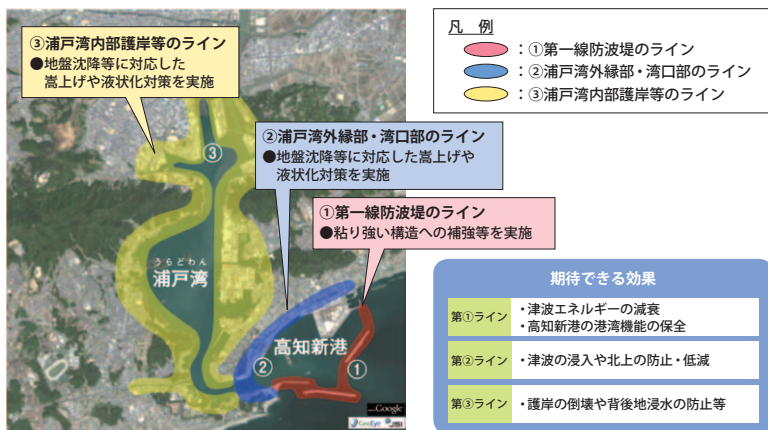 ③浦戸湾内部護岸等のライン
●地盤沈降等に対応した
嵩上げや液状化対策を実施
③
②浦戸湾外縁部・湾口部のライン
●地盤沈降等に対応した嵩上げや
液状化対策を実施
①第一線防波堤のライン
●粘り強い構造への補強等を実施
うらどわん
浦戸湾
高知新港
②
①
Google
GeoEye
凡 例
：①第一線防波堤のライン
：②浦戸湾外縁部・湾口部のライン
：③浦戸湾内部護岸等のライン
期待できる効果
第①ライン
・津波エネルギーの減衰
・高知新港の港湾機能の保全
第②ライン
・津波の浸入や北上の防止・低減
第③ライン
・護岸の倒壊や背後地浸水の防止等